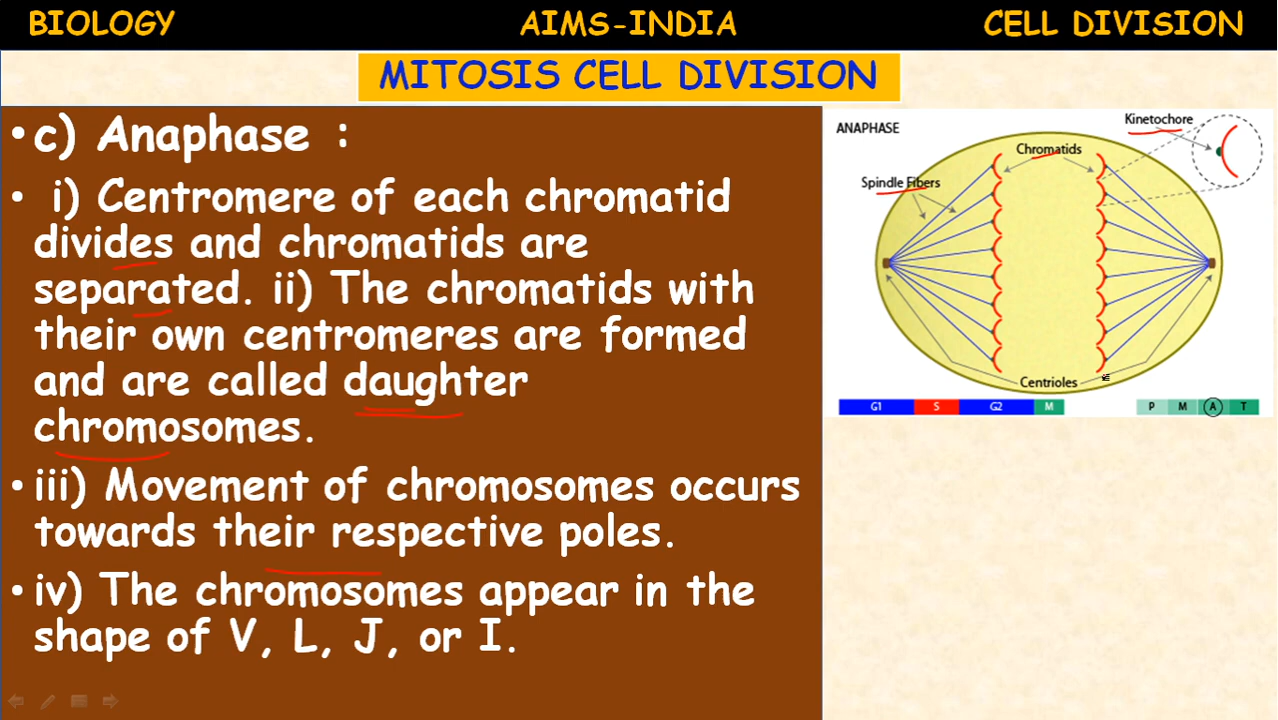 BIOLOGY AIMS-INDIA CELL DIVISION
MITOSIS CELL DIVISION
• c) Anaphase :
• i) Centromere of each chromatid
divides and chromatids are
separated. ii) The chromatids with
their own centromeres are formed
and are called daughter
chromosomes.
• iii) Movement of chromosomes occurs
towards their respective poles.
• iv) The chromosomes appear in the
shape of V, L, J, or I.
ANAPHASE
Kinetochore
Chromatids
Spindle Fibers
Centrioles
G1 S G2 M P M A T